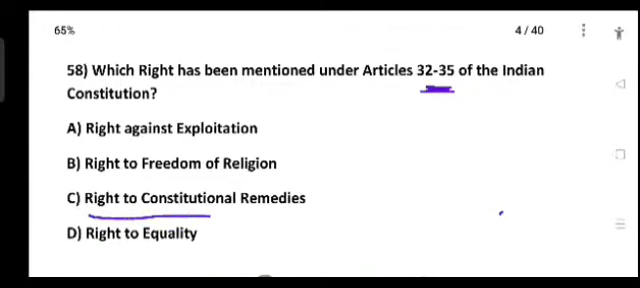 65%
4 / 40
58) Which Right has been mentioned under Articles 32-35 of the Indian
Constitution?
A) Right against Exploitation
B) Right to Freedom of Religion
C) Right to Constitutional Remedies
D) Right to Equality